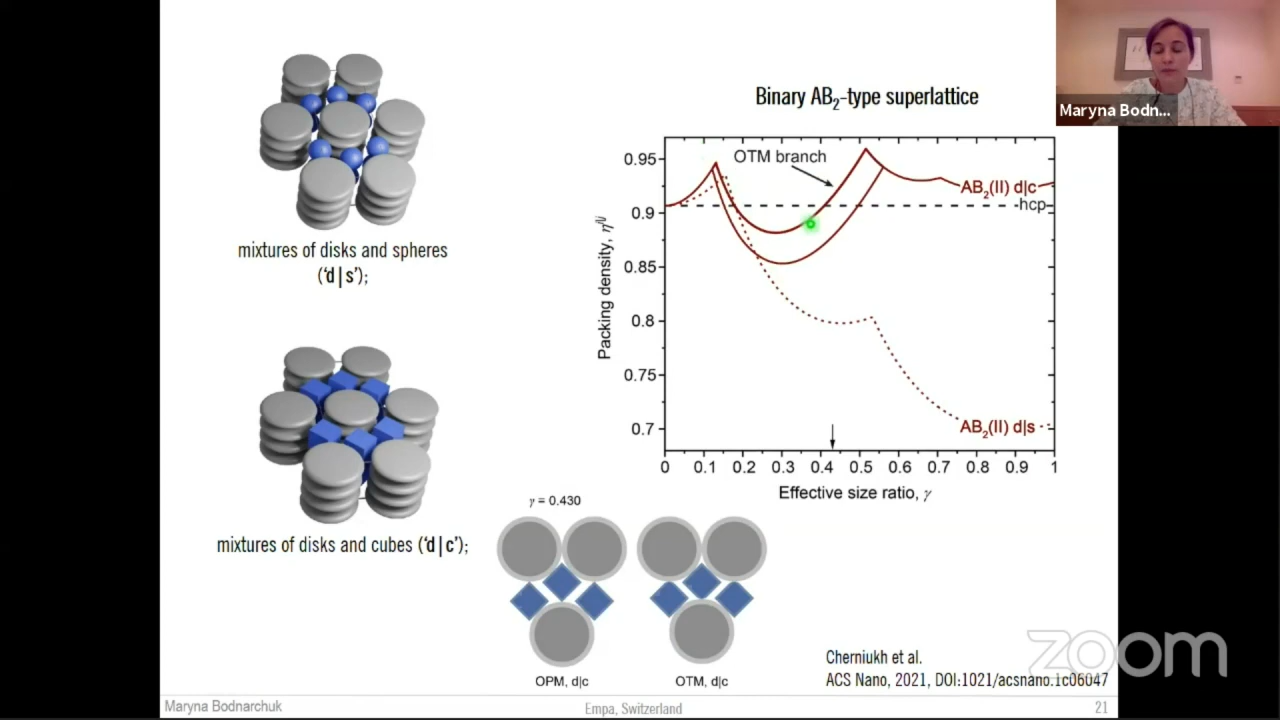 Maryna Bodn...
Binary AB₂-type superlattice
mixtures of disks and spheres
('d|s');
mixtures of disks and cubes ('d|c');
OTM branch
AB₂(II) d|c
hcp
AB₂(II) d|s
Packing density, ηᴺⁱ
0.95
0.9
0.85
0.8
0.75
0.7
0 0.1 0.2 0.3 0.4 0.5 0.6 0.7 0.8 0.9 1
Effective size ratio, γ
γ = 0.430
OPM, d|c
OTM, d|c
Cherniukh et al.
ACS Nano, 2021, DOI:1021/acsnano.1c06047
zoom
Maryna Bodnarchuk
Empa, Switzerland
21